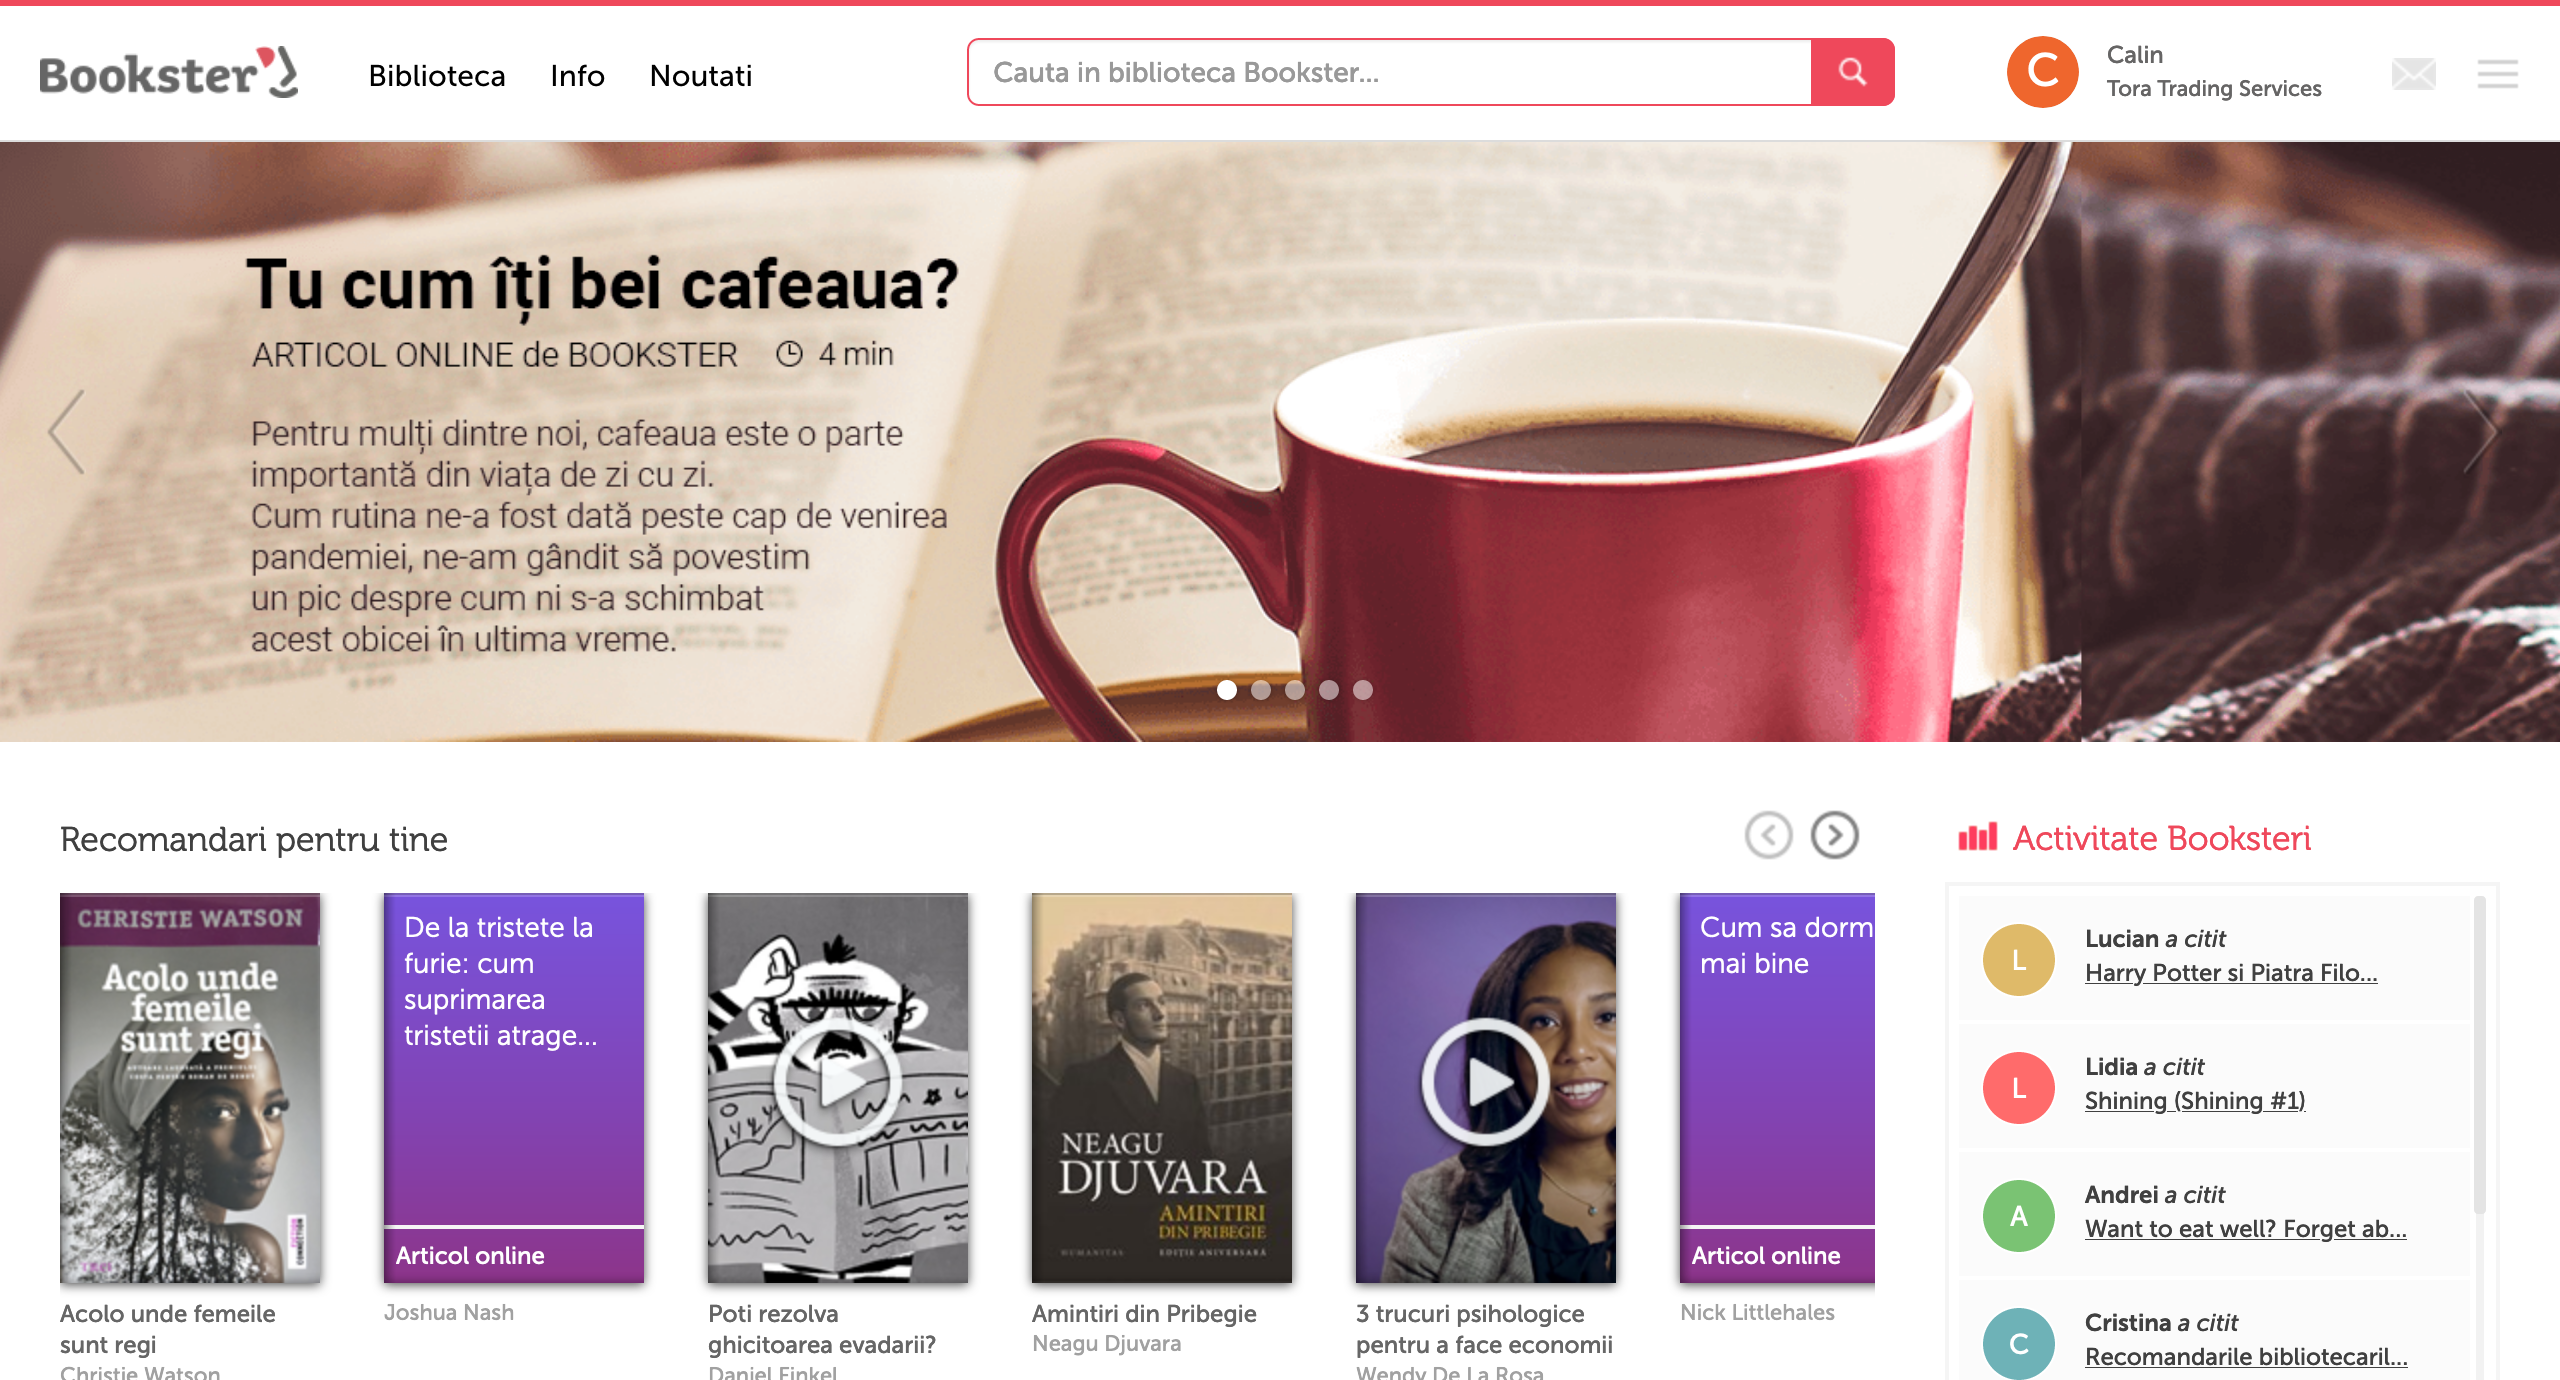 Bookster
Biblioteca
Info
Noutati
Cauta in biblioteca Bookster...
C
Calin
Tora Trading Services
Tu cum îți bei cafeaua?
ARTICOL ONLINE de BOOKSTER 4 min
Pentru mulți dintre noi, cafeaua este o parte
importantă din viața de zi cu zi.
Cum rutina ne-a fost dată peste cap de venirea
pandemiei, ne-am gândit să povestim
un pic despre cum ni s-a schimbat
acest obicei în ultima vreme.
Recomandari pentru tine
CHRISTIE WATSON
Acolo unde
femeile
sunt regi
Acolo unde femeile
sunt regi
Christie Watson
De la tristete la
furie: cum
suprimarea
tristetii atrage...
Articol online
Joshua Nash
Poti rezolva
ghicitoarea evadarii?
Daniel Finkel
NEAGU
DJUVARA
AMINTIRI
DIN PRIBEGIE
HUMANITAS EDIȚIE ANIVERSARĂ
Amintiri din Pribegie
Neagu Djuvara
3 trucuri psihologice
pentru a face economii
Wendy De La Rosa
Cum sa dorm
mai bine
Articol online
Nick Littlehales
Activitate Booksteri
L
Lucian a citit
Harry Potter si Piatra Filo...
L
Lidia a citit
Shining (Shining #1)
A
Andrei a citit
Want to eat well? Forget ab...
C
Cristina a citit
Recomandarile bibliotecaril...